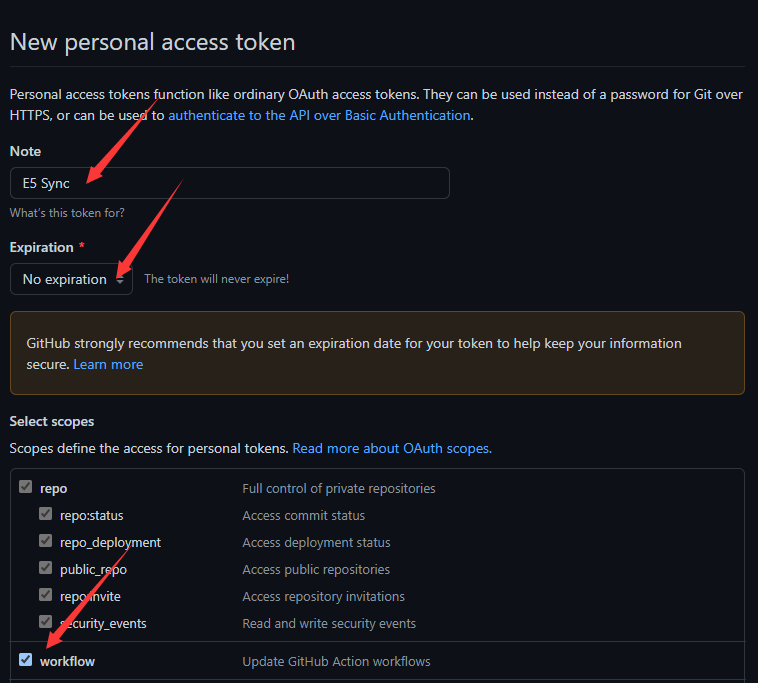 New personal access token
Personal access tokens function like ordinary OAuth access tokens. They can be used instead of a password for Git over
HTTPS, or can be used to authenticate to the API over Basic Authentication.
Note
E5 Sync
What's this token for?
Expiration *
No expiration The token will never expire!
GitHub strongly recommends that you set an expiration date for your token to help keep your information
secure. Learn more
Select scopes
Scopes define the access for personal tokens. Read more about OAuth scopes.
repo Full control of private repositories
repo:status Access commit status
repo_deployment Access deployment status
public_repo Access public repositories
repo:invite Access repository invitations
security_events Read and write security events
workflow Update GitHub Action workflows